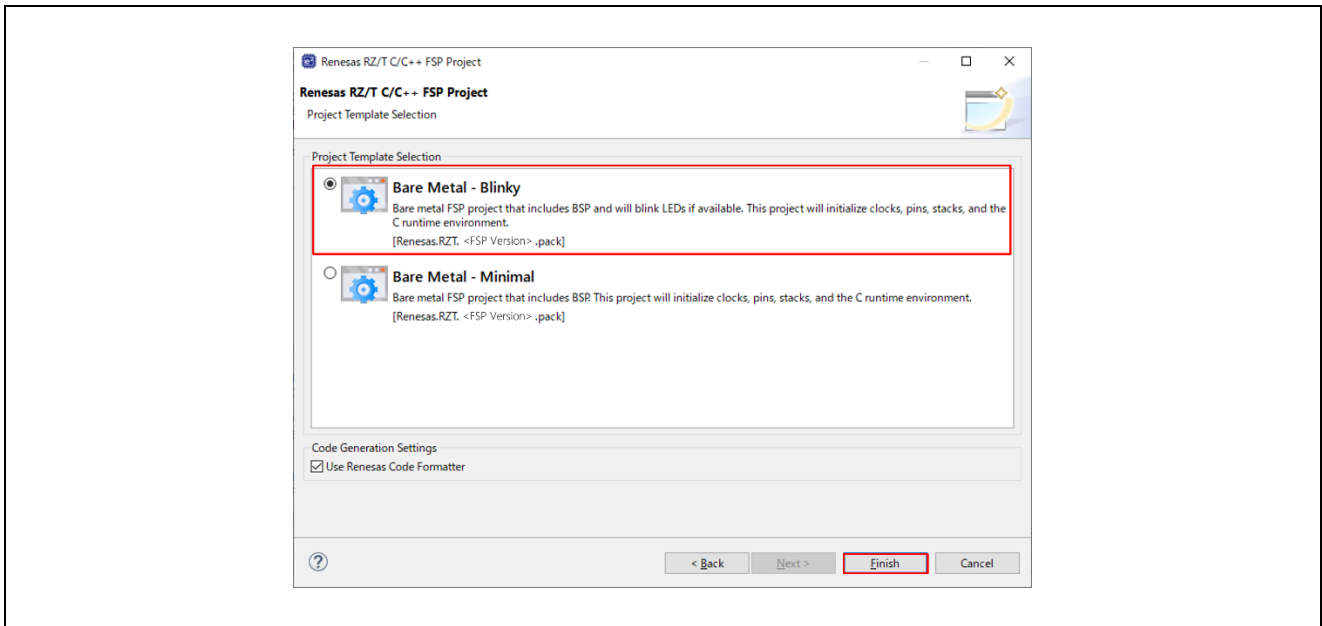 Renesas RZ/T C/C++ FSP Project
Renesas RZ/T C/C++ FSP Project
Project Template Selection
Project Template Selection
Bare Metal - Blinky
Bare metal FSP project that includes BSP and will blink LEDs if available. This project will initialize clocks, pins, stacks, and the
C runtime environment.
[Renesas.RZT. <FSP Version> .pack]
Bare Metal - Minimal
Bare metal FSP project that includes BSP. This project will initialize clocks, pins, stacks, and the C runtime environment.
[Renesas.RZT. <FSP Version> .pack]
Code Generation Settings
Use Renesas Code Formatter
? < Back Next > Finish Cancel